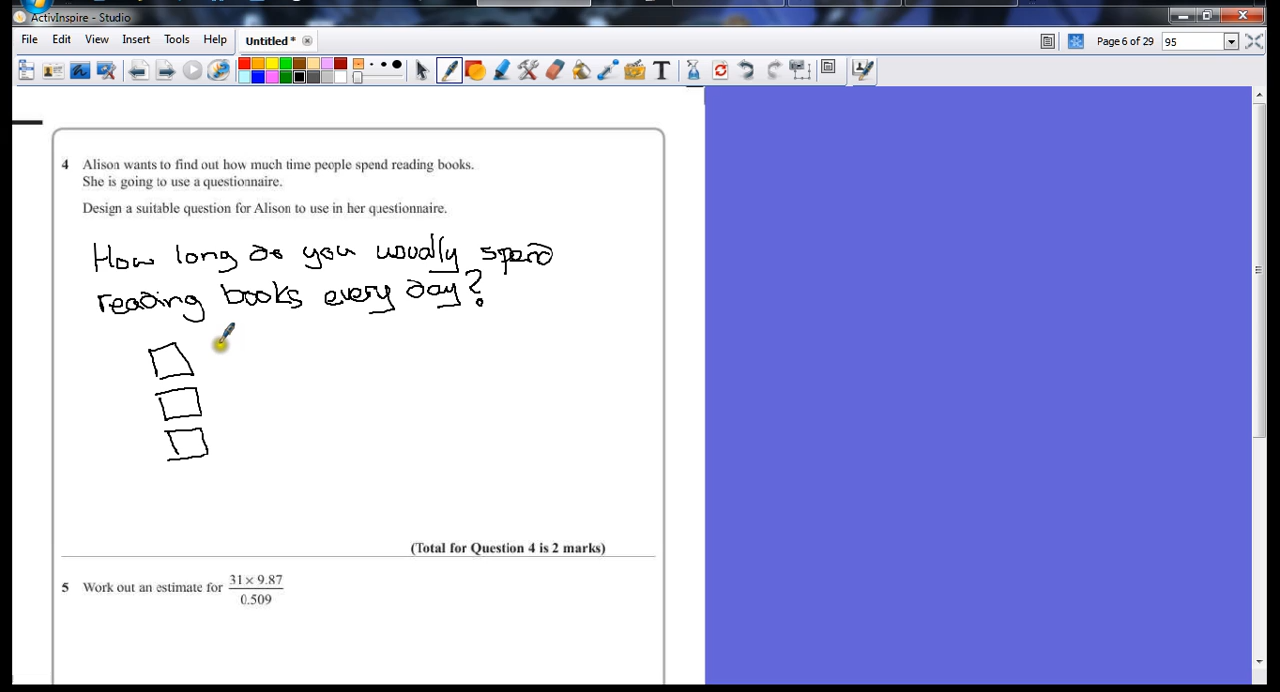 ActivInspire - Studio
File Edit View Insert Tools Help Untitled * Page 6 of 29 95
4 Alison wants to find out how much time people spend reading books.
She is going to use a questionnaire.
Design a suitable question for Alison to use in her questionnaire.
How long do you usually spend
reading books every day?
(Total for Question 4 is 2 marks)
5 Work out an estimate for 31 × 9.87
0.509